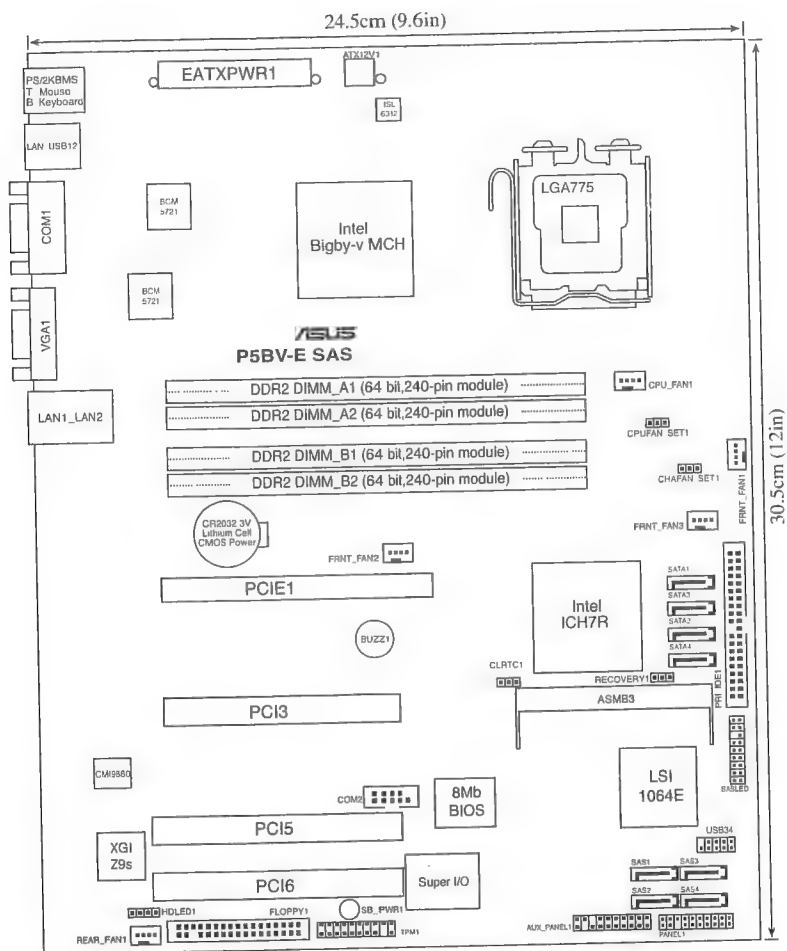 24.5cm (9.6in)
PS/2KBMS
T Mouso
B Keyboard
EATXPWR1
ATX12V1
ISL
6312
LAN USB12
LGA775
COM1
BCM
5721
Intel
Bigby-v MCH
BCM
5721
VGA1
ASUS
P5BV-E SAS
LAN1_LAN2
DDR2 DIMM_A1 (64 bit,240-pin module)
DDR2 DIMM_A2 (64 bit,240-pin module)
DDR2 DIMM_B1 (64 bit,240-pin module)
DDR2 DIMM_B2 (64 bit,240-pin module)
CPU_FAN1
CPUFAN SET1
CHAFAN SET1
FRNT_FAN1
30.5cm (12in)
CR2032 3V
Lithium Cell
CMOS Power
FRNT_FAN2
FRNT_FAN3
PCIE1
Intel
ICH7R
SATA1
SATA3
SATA2
SATA4
BUZZ1
CLRTC1
RECOVERY1
PRI_IDE1
ASMB3
PCI3
CMI9880
COM2
8Mb
BIOS
LSI
1064E
SASLED
USB34
PCI5
XGI
Z9s
PCI6
Super I/O
SAS1
SAS3
SAS2
SAS4
HDLED1
FLOPPY1
SB_PWR1
TPM1
AUX_PANEL1
PANEL1
REAR_FAN1